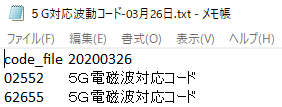 ５G対応波動コード-03月26日.txt - メモ帳
ファイル(F) 編集(E) 書式(O) 表示(V) ヘルプ(H)
code_file 20200326
02552 ５G電磁波対応コード
62655 ５G電磁波対応コード